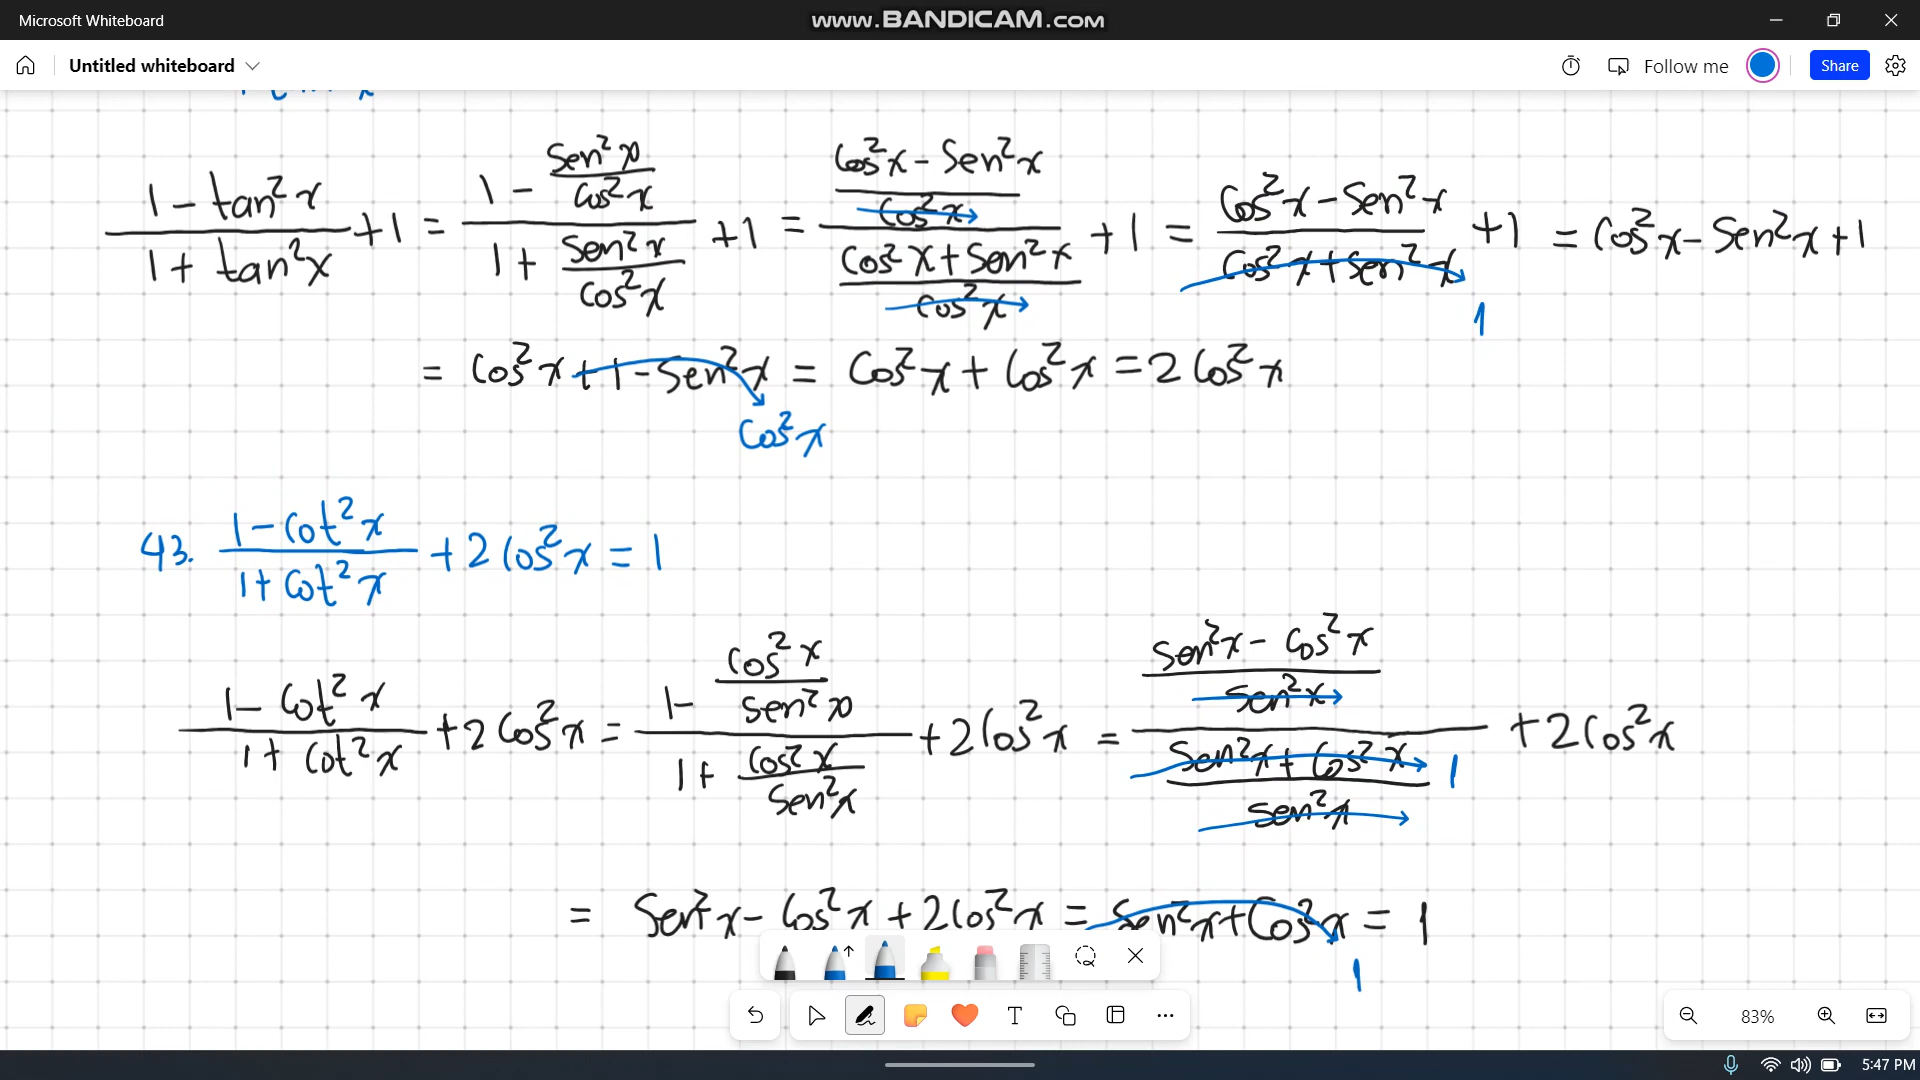 Microsoft Whiteboard
www.BANDICAM.com
Untitled whiteboard
Follow me
Share
(1 - tan²x)/(1 + tan²x) + 1 = (1 - Sen²x/Cos²x)/(1 + Sen²x/Cos²x) + 1 = ((Cos²x - Sen²x)/Cos²x)/((Cos²x + Sen²x)/Cos²x) + 1 = (Cos²x - Sen²x)/(Cos²x + Sen²x) + 1 = Cos²x - Sen²x + 1
1
= Cos²x + 1 - Sen²x = Cos²x + Cos²x = 2 Cos²x
Cos²x
43. (1 - Cot²x)/(1 + Cot²x) + 2 Cos²x = 1
(1 - Cot²x)/(1 + Cot²x) + 2 Cos²x = (1 - Cos²x/Sen²x)/(1 + Cos²x/Sen²x) + 2 Cos²x = ((Sen²x - Cos²x)/Sen²x)/((Sen²x + Cos²x)/Sen²x) + 2 Cos²x
1
= Sen²x - Cos²x + 2 Cos²x = Sen²x + Cos²x = 1
1
83%
5:47 PM